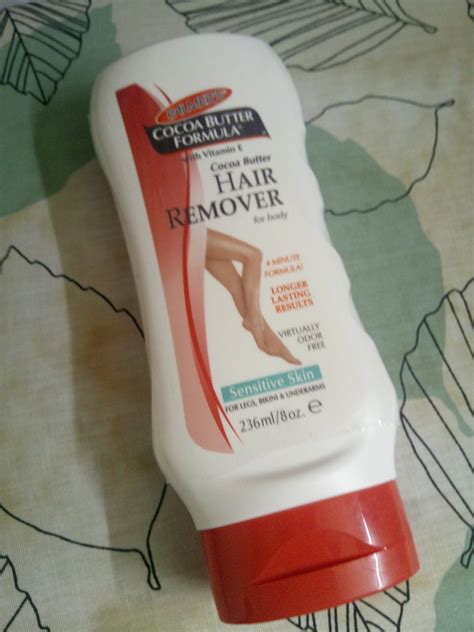 PALMER'S
COCOA BUTTER
FORMULA®
with Vitamin E
Cocoa Butter
HAIR
REMOVER
for body
4 MINUTE
FORMULA!
LONGER
LASTING
RESULTS
VIRTUALLY
ODOR
FREE
Sensitive Skin
FOR LEGS, BIKINI & UNDERARMS
236ml/8oz. e